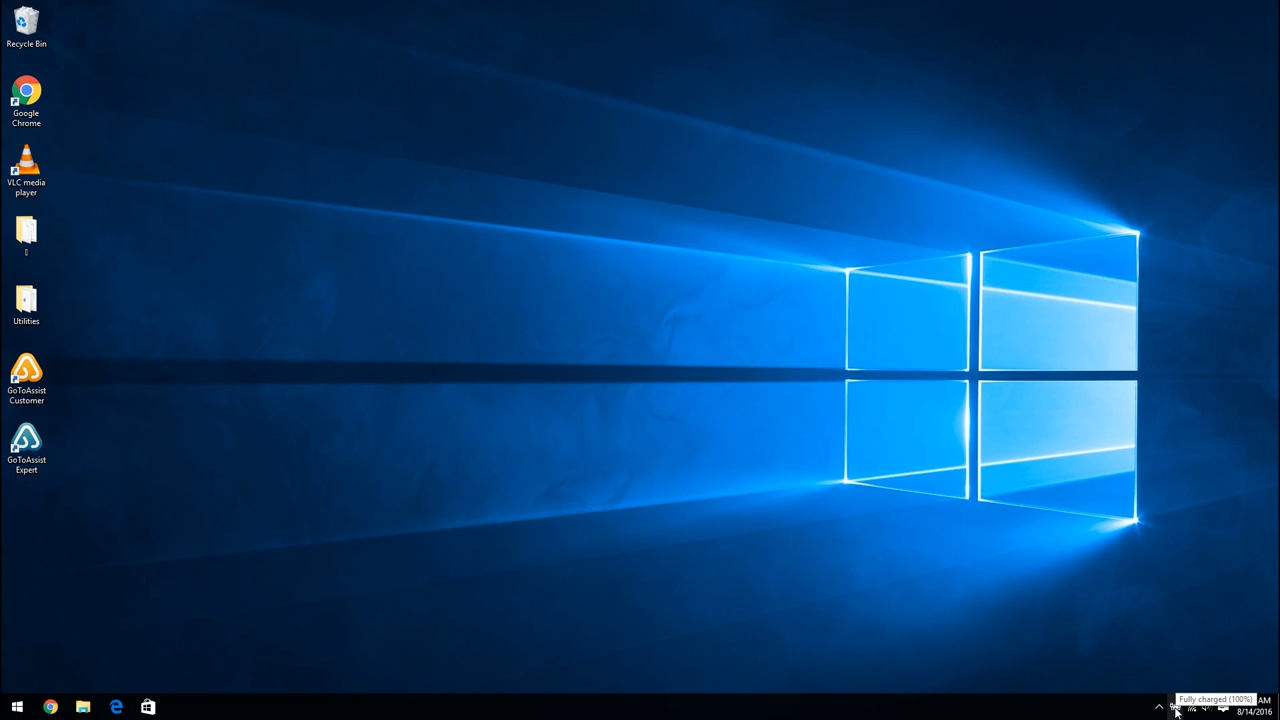 Recycle Bin
Google
Chrome
VLC media
player
Utilities
GoToAssist
Customer
GoToAssist
Expert
Fully charged (100%)
AM
8/14/2016